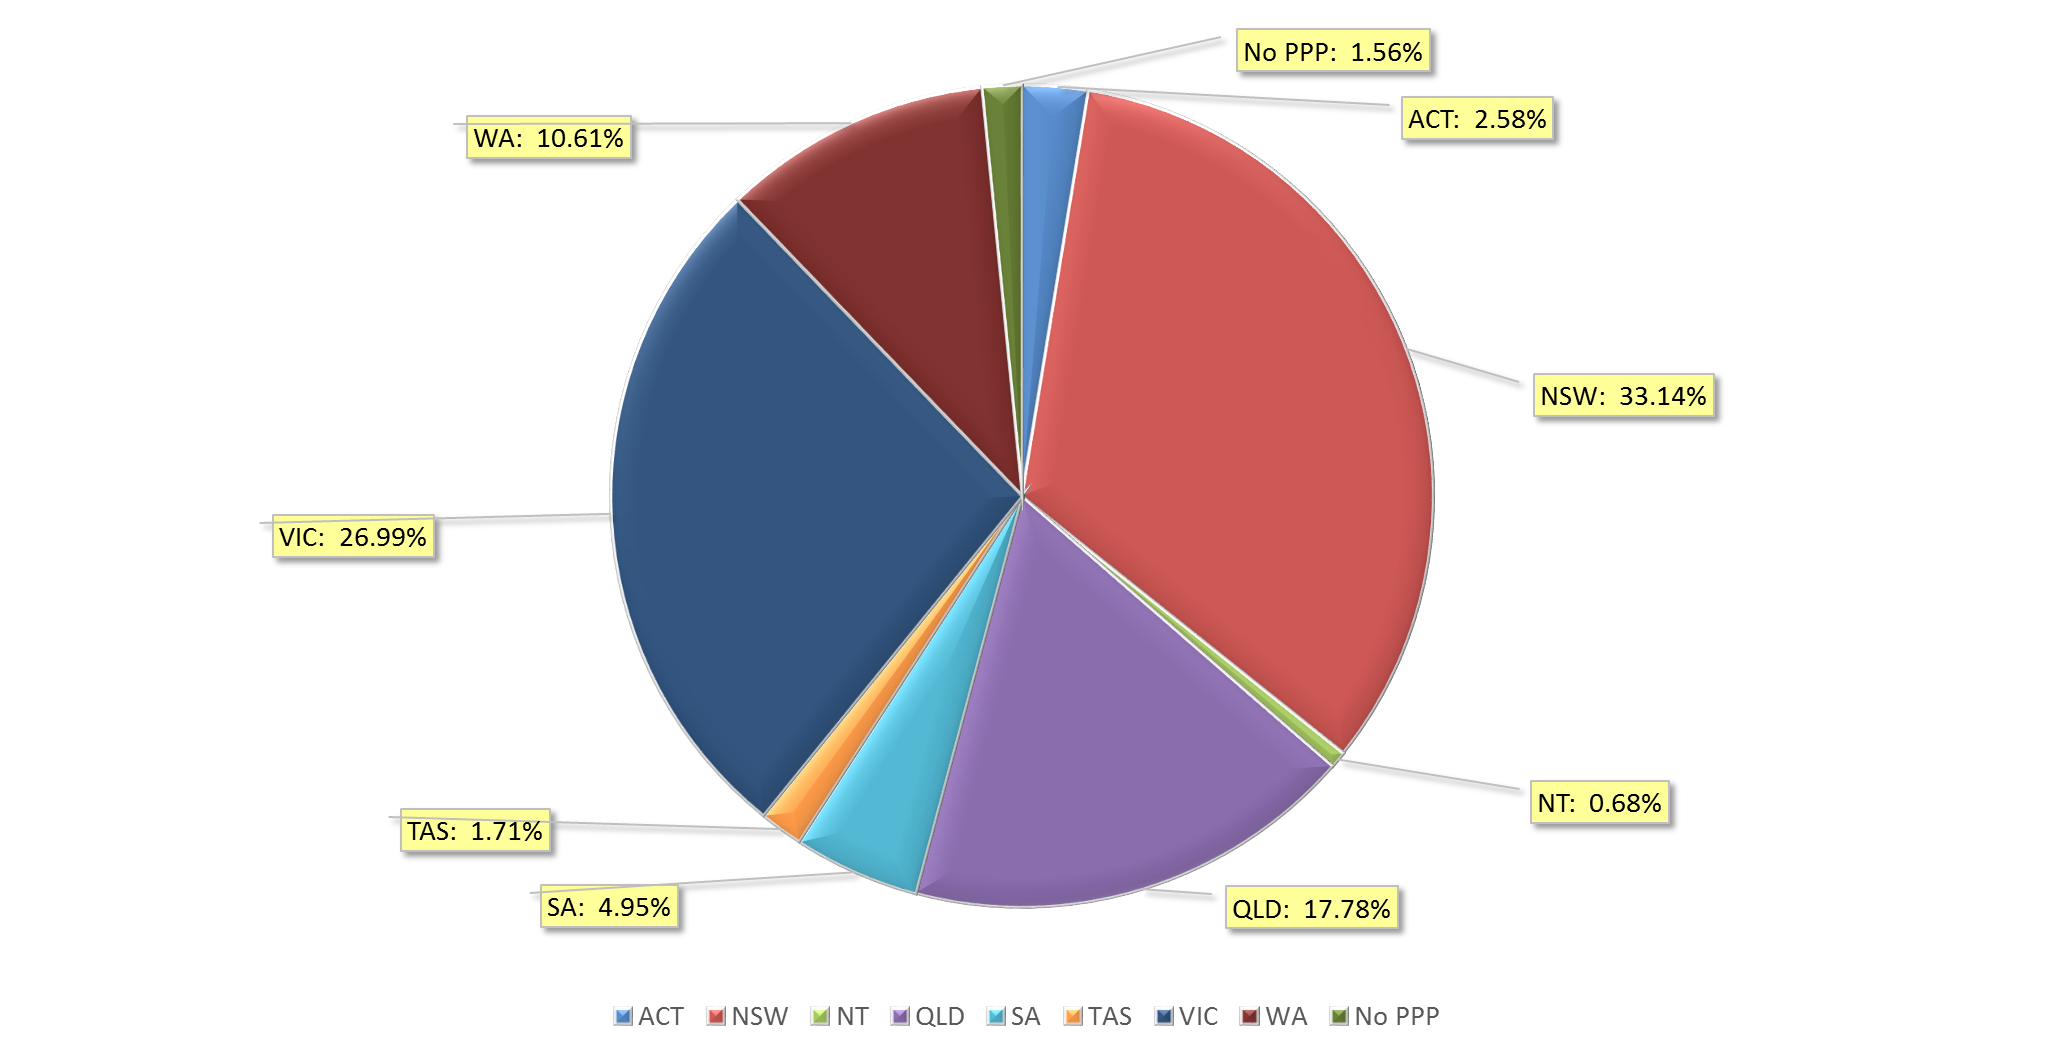 No PPP: 1.56%
ACT: 2.58%
WA: 10.61%
NSW: 33.14%
VIC: 26.99%
NT: 0.68%
TAS: 1.71%
SA: 4.95%
QLD: 17.78%
ACT NSW NT QLD SA TAS VIC WA No PPP